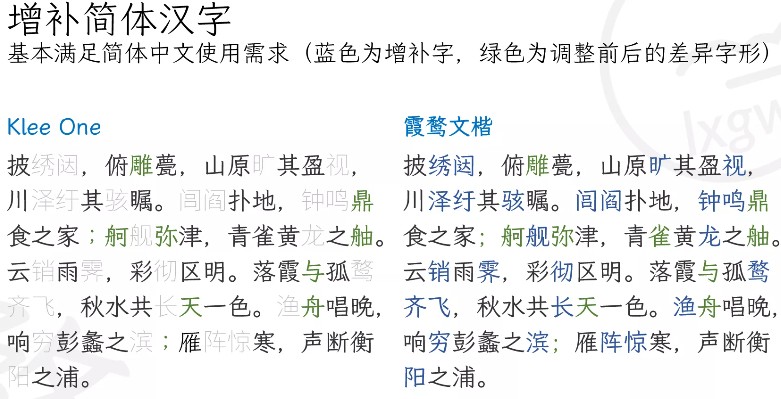 增补简体汉字
基本满足简体中文使用需求（蓝色为增补字，绿色为调整前后的差异字形）
Klee One
披绣闼，俯雕甍，山原旷其盈视，
川泽纡其骇瞩。闾阎扑地，钟鸣鼎
食之家；舸舰弥津，青雀黄龙之舳。
云销雨霁，彩彻区明。落霞与孤鹜
齐飞，秋水共长天一色。渔舟唱晚，
响穷彭蠡之滨；雁阵惊寒，声断衡
阳之浦。
霞鹜文楷
披绣闼，俯雕甍，山原旷其盈视，
川泽纡其骇瞩。闾阎扑地，钟鸣鼎
食之家；舸舰弥津，青雀黄龙之舳。
云销雨霁，彩彻区明。落霞与孤鹜
齐飞，秋水共长天一色。渔舟唱晚，
响穷彭蠡之滨；雁阵惊寒，声断衡
阳之浦。
lxgw